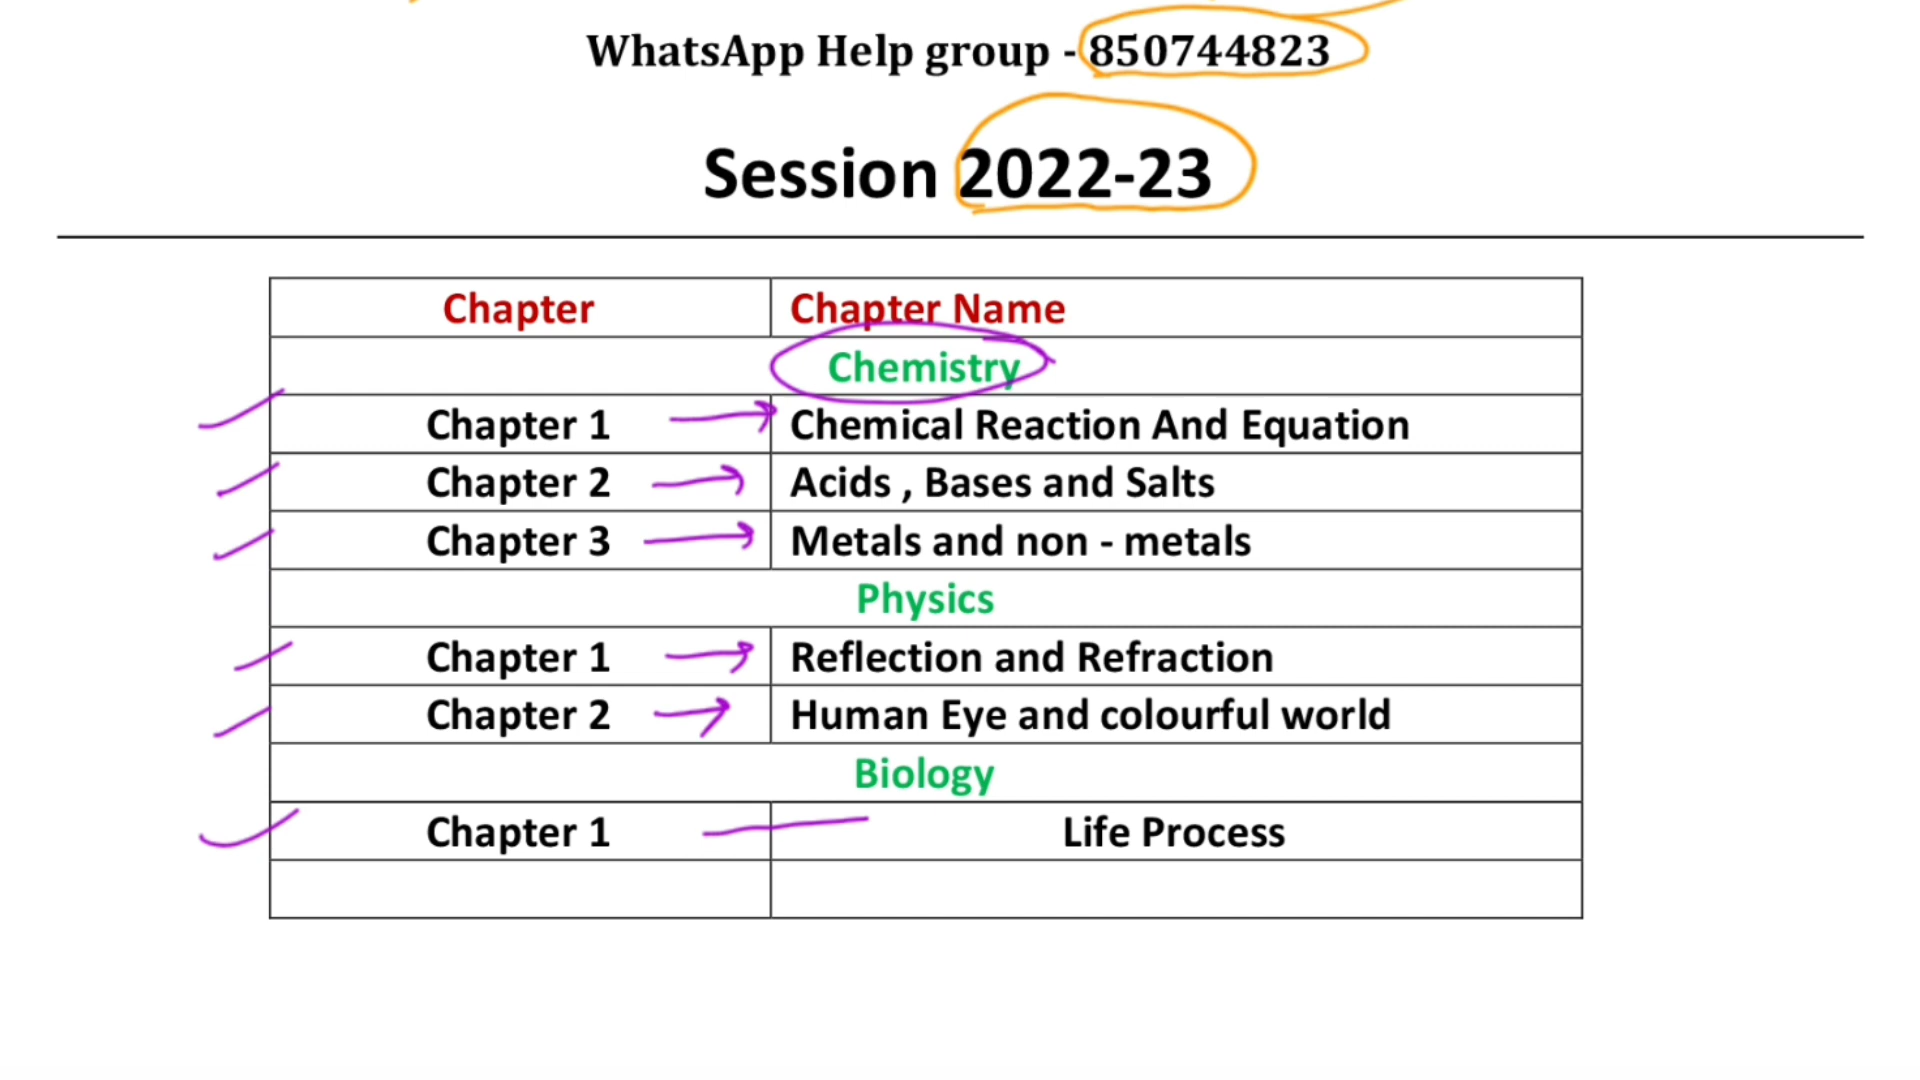 WhatsApp Help group - 850744823
Session 2022-23
Chapter Chapter Name
Chemistry
Chapter 1 Chemical Reaction And Equation
Chapter 2 Acids , Bases and Salts
Chapter 3 Metals and non - metals
Physics
Chapter 1 Reflection and Refraction
Chapter 2 Human Eye and colourful world
Biology
Chapter 1 Life Process